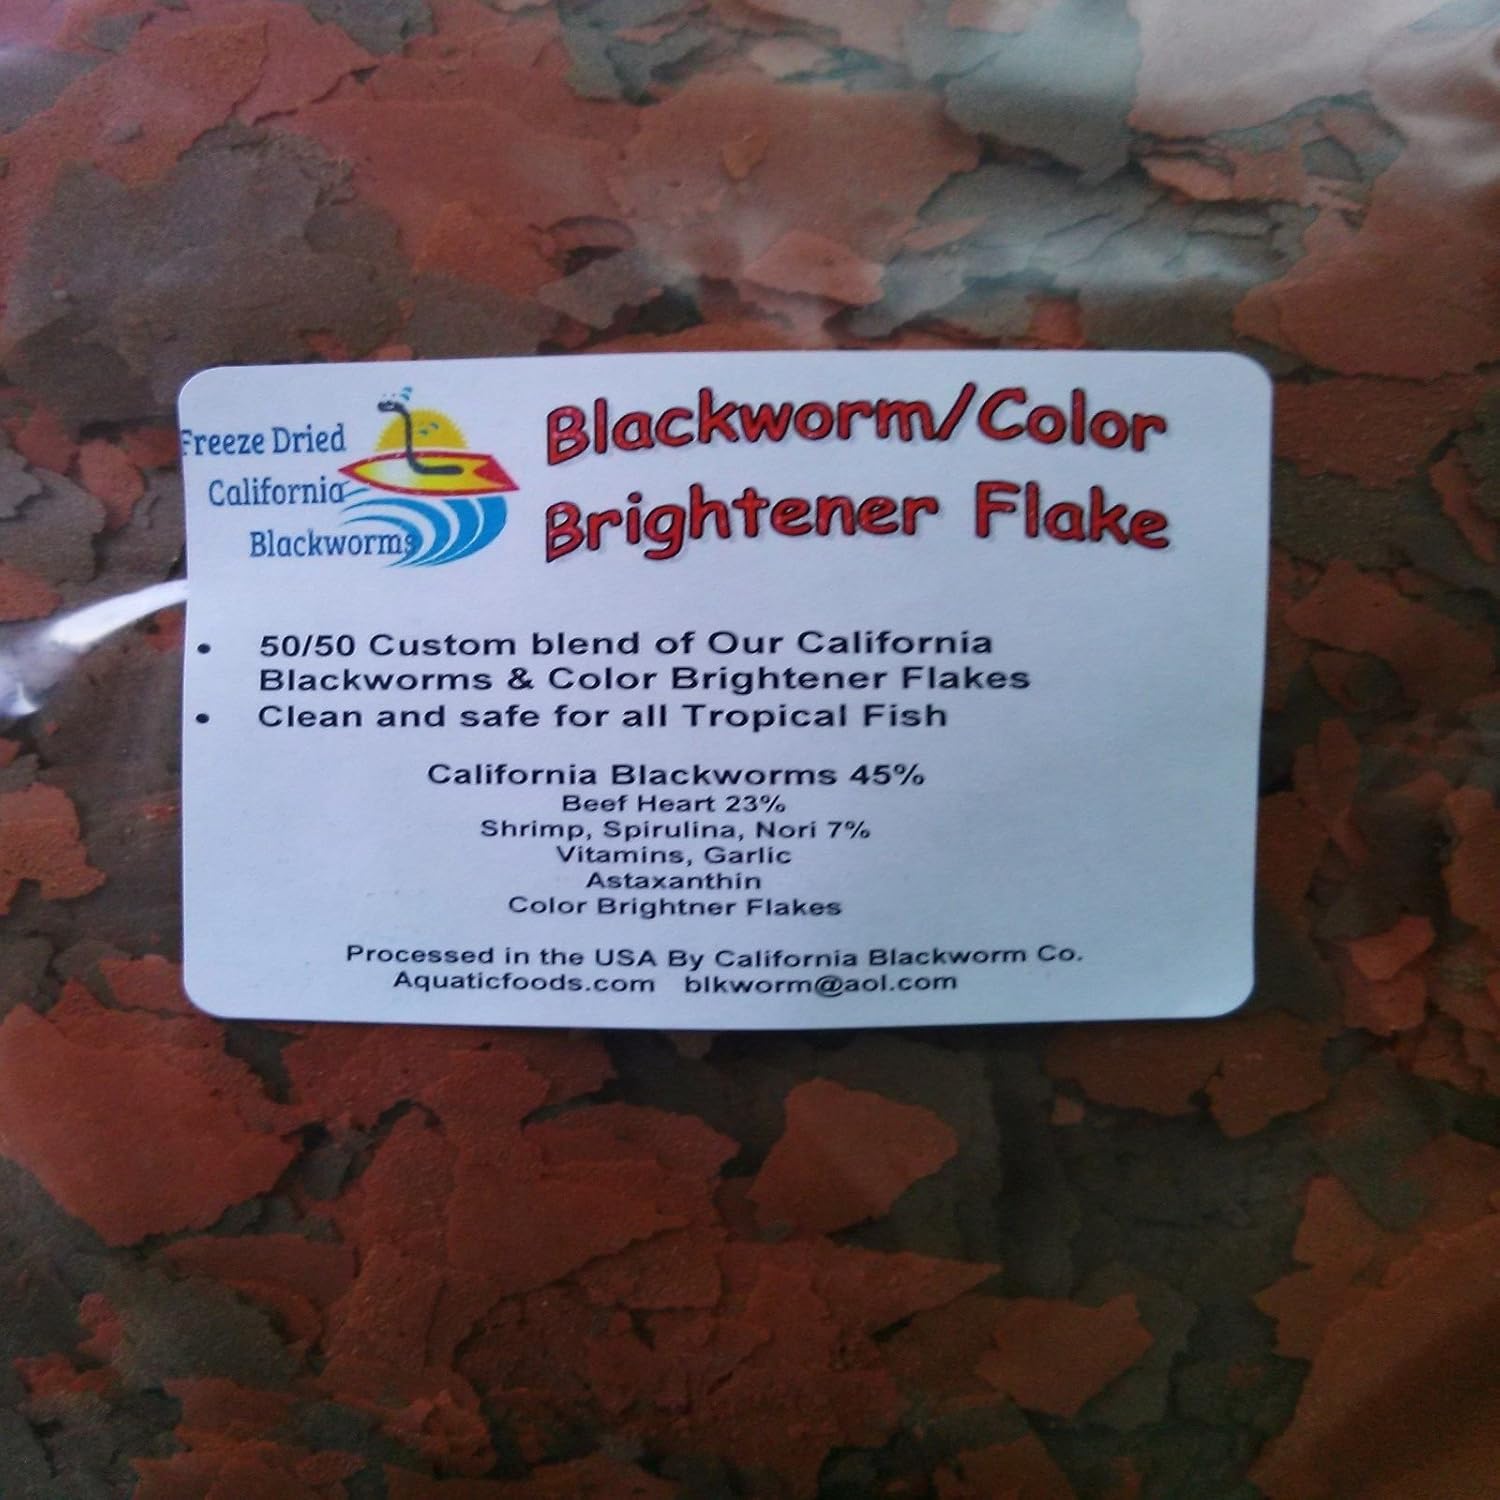 Freeze Dried
California
Blackworms
Blackworm/Color
Brightener Flake
• 50/50 Custom blend of Our California
Blackworms & Color Brightener Flakes
• Clean and safe for all Tropical Fish
California Blackworms 45%
Beef Heart 23%
Shrimp, Spirulina, Nori 7%
Vitamins, Garlic
Astaxanthin
Color Brightner Flakes
Processed in the USA By California Blackworm Co.
Aquaticfoods.com blkworm@aol.com